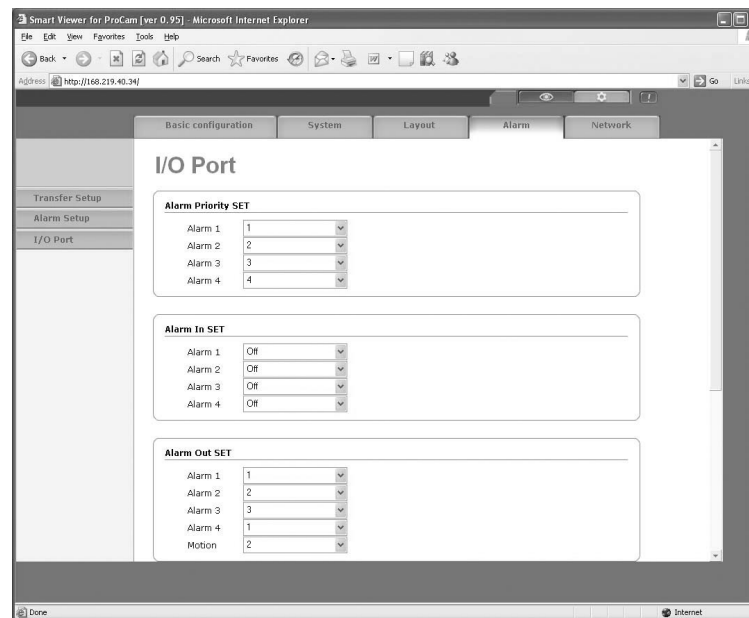 Smart Viewer for ProCam [ver 0.95] - Microsoft Internet Explorer
File Edit View Favorites Tools Help
Back Search Favorites
Address http://168.219.40.34/ Go Links
Basic configuration System Layout Alarm Network
I/O Port
Transfer Setup
Alarm Setup
I/O Port
Alarm Priority SET
Alarm 1 1
Alarm 2 2
Alarm 3 3
Alarm 4 4
Alarm In SET
Alarm 1 Off
Alarm 2 Off
Alarm 3 Off
Alarm 4 Off
Alarm Out SET
Alarm 1 1
Alarm 2 2
Alarm 3 3
Alarm 4 1
Motion 2
Done Internet